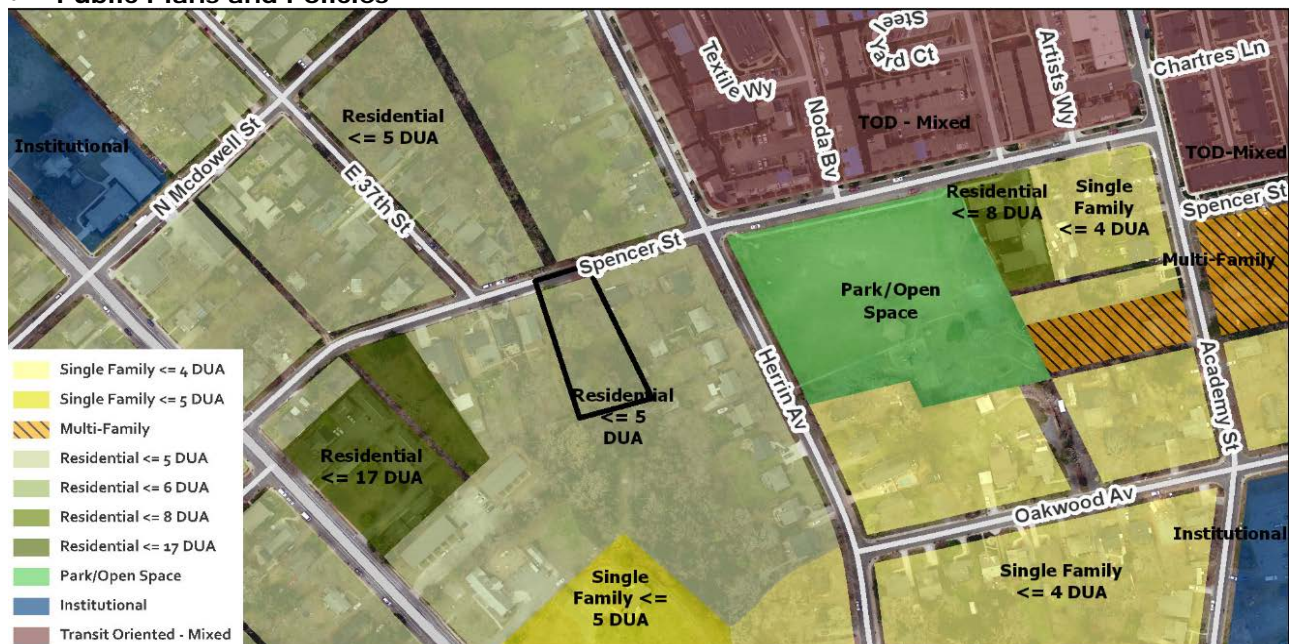 Public Plans and Policies
Steel Yard Ct
Textile Wy
Artists Wy
Chartres Ln
Noda Bv
TOD - Mixed
TOD-Mixed
Residential
<= 5 DUA
Institutional
N Mcdowell St
E 37th St
Spencer St
Residential
<= 8 DUA
Single
Family
<= 4 DUA
Spencer St
Multi-Family
Park/Open
Space
Herrin Av
Academy St
Residential
<= 5
DUA
Residential
<= 17 DUA
Oakwood Av
Institutional
Single
Family <=
5 DUA
Single Family
<= 4 DUA
Single Family <= 4 DUA
Single Family <= 5 DUA
Multi-Family
Residential <= 5 DUA
Residential <= 6 DUA
Residential <= 8 DUA
Residential <= 17 DUA
Park/Open Space
Institutional
Transit Oriented - Mixed